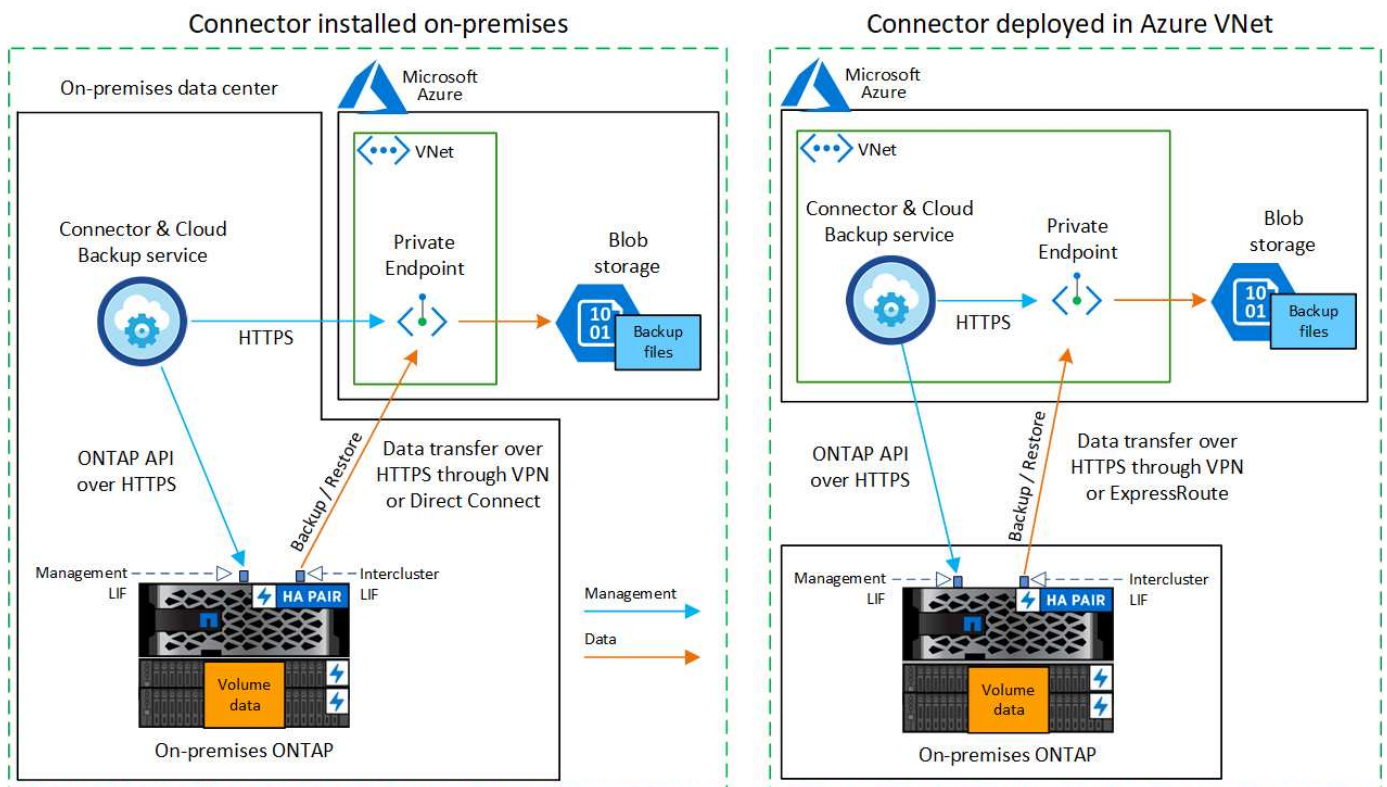 Connector installed on-premises
On-premises data center
Microsoft
Azure
VNet
Connector & Cloud
Backup service
Private
Endpoint
Blob
storage
10
01
Backup
files
HTTPS
ONTAP API
over HTTPS
Backup / Restore
Data transfer over
HTTPS through VPN
or Direct Connect
Management
LIF
Intercluster
LIF
HA PAIR
Volume
data
On-premises ONTAP
Management
Data
Connector deployed in Azure VNet
Microsoft
Azure
VNet
Connector & Cloud
Backup service
Private
Endpoint
Blob
storage
10
01
Backup
files
HTTPS
ONTAP API
over HTTPS
Backup / Restore
Data transfer over
HTTPS through VPN
or ExpressRoute
Management
LIF
Intercluster
LIF
HA PAIR
Volume
data
On-premises ONTAP